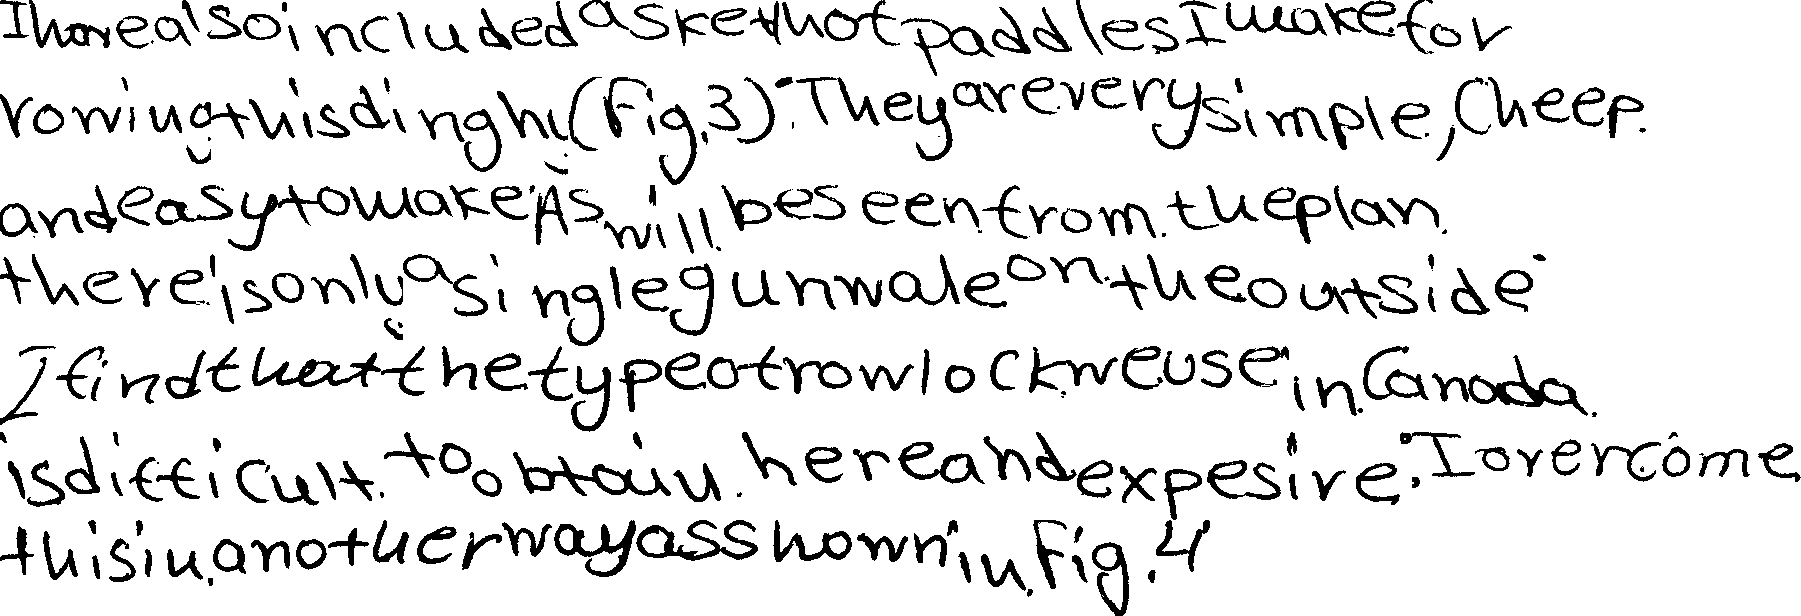 I have also included a sketh of paddles I make for
rowing this dinghi (Fig. 3). They are very simple, Cheep
and easy to make. As will be seen from the plan
there is only a single gunwale on the outside
I find that the type of rowlock we use in Canada
is difficult to obtain here and expesive. I overcome
this in another way as shown in Fig. 4